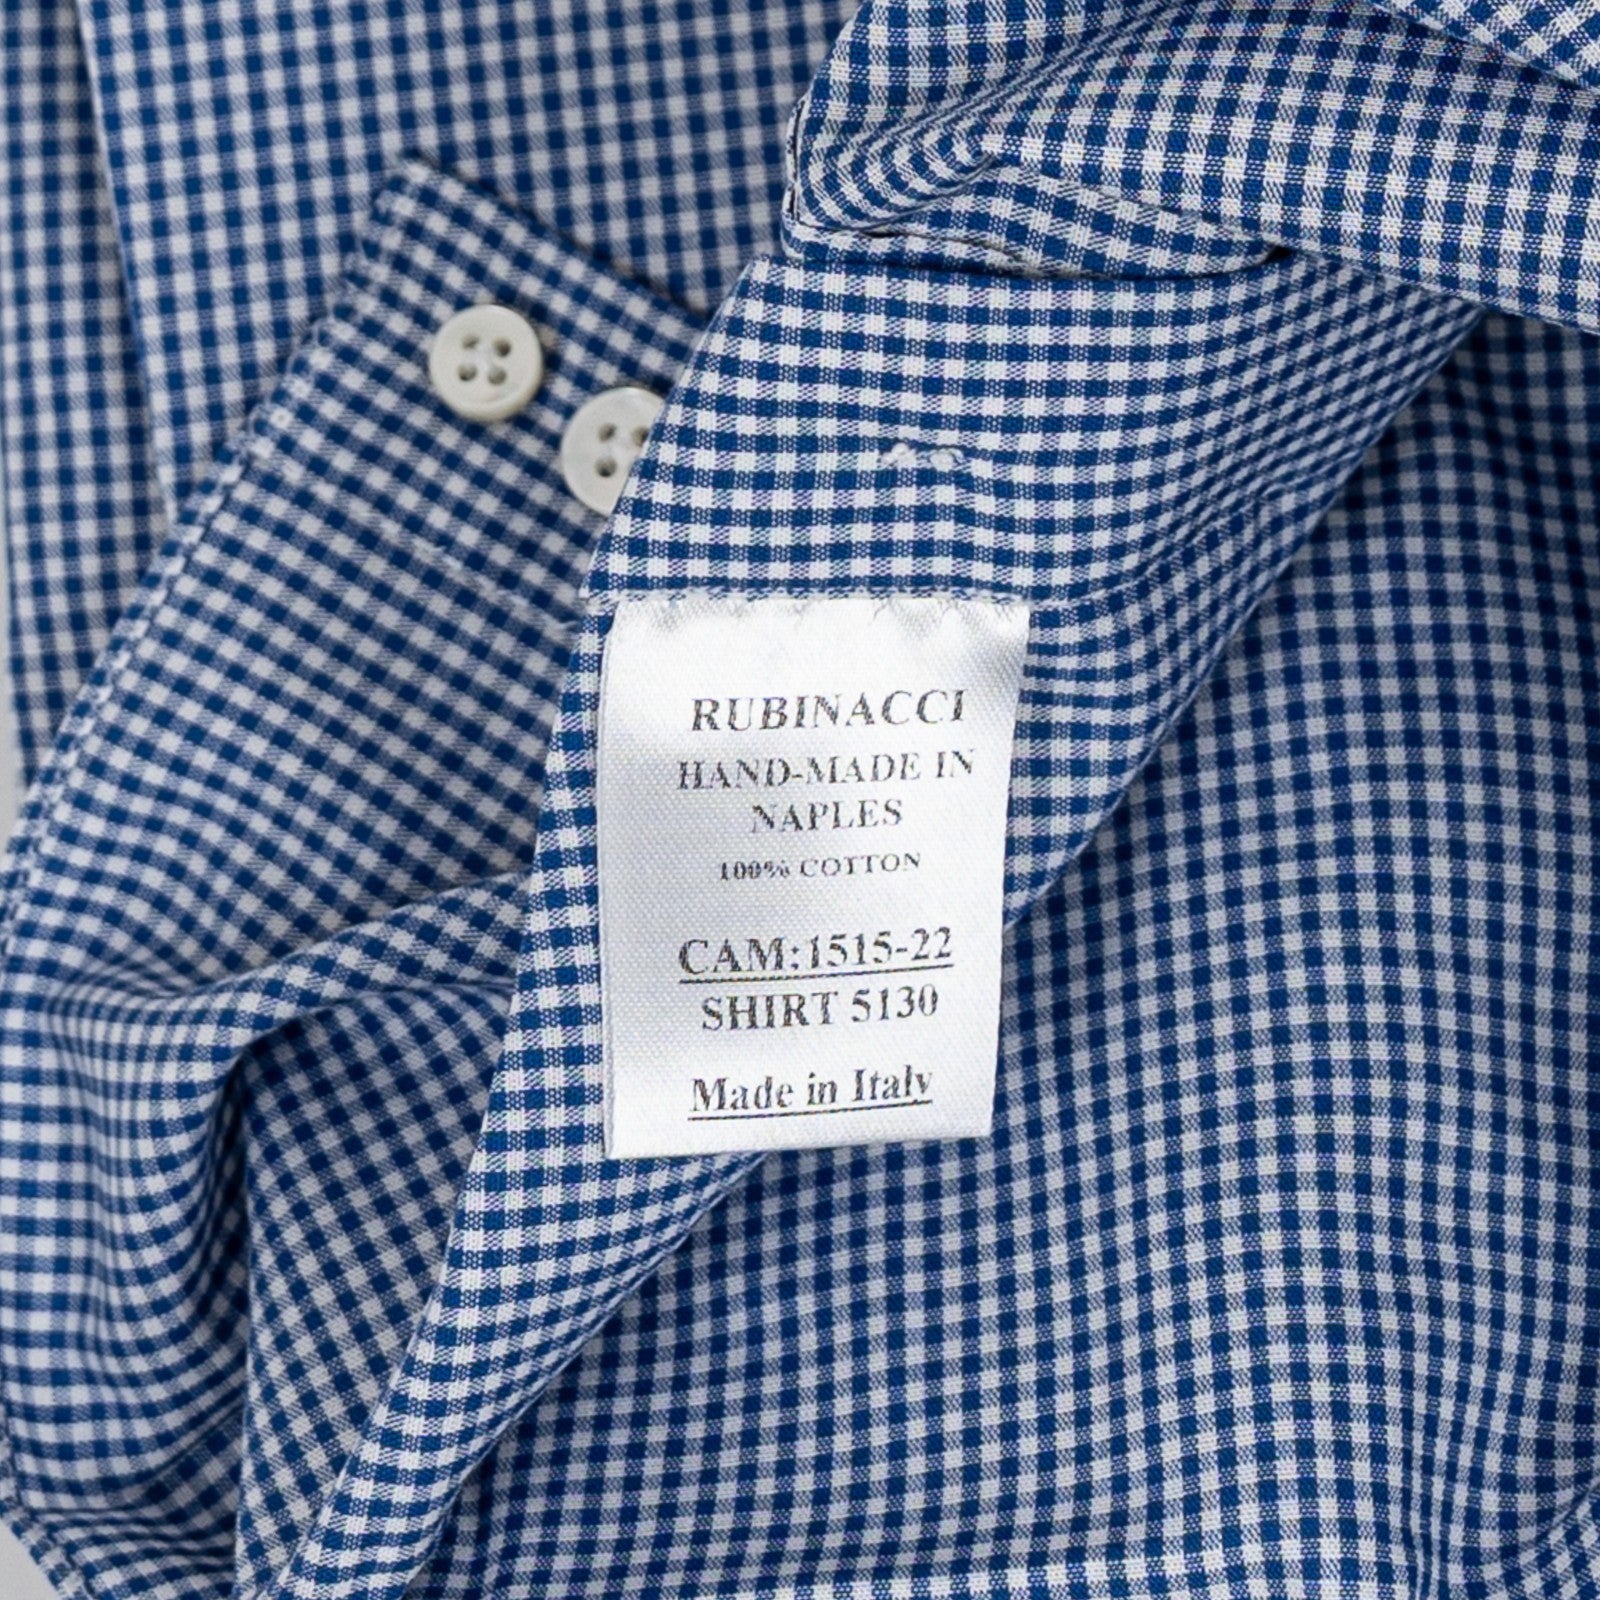 RUBINACCI
HAND-MADE IN
NAPLES
100% COTTON
CAM:1515-22
SHIRT 5130
Made in Italy